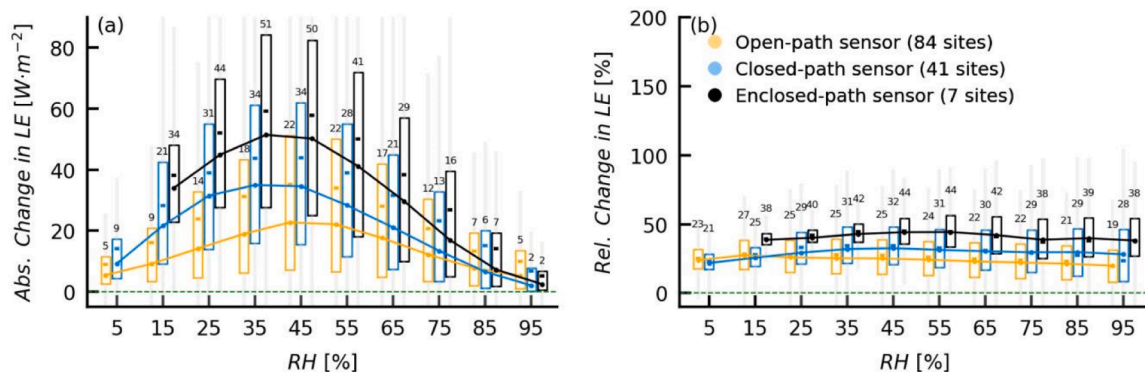 (a)
Abs. Change in LE [W·m⁻²]
80
60
40
20
0
5 9
9 21 34
14 31 44
18 34 51
22 34 50
22 28 41
17 21 29
12 13 16
7 6 7
5 2 2
5 15 25 35 45 55 65 75 85 95
RH [%]
(b)
Rel. Change in LE [%]
200
150
100
50
0
Open-path sensor (84 sites)
Closed-path sensor (41 sites)
Enclosed-path sensor (7 sites)
23 21
27 25 38
25 29 40
25 31 42
25 32 44
24 31 44
22 30 42
22 29 38
21 29 39
19 28 38
5 15 25 35 45 55 65 75 85 95
RH [%]